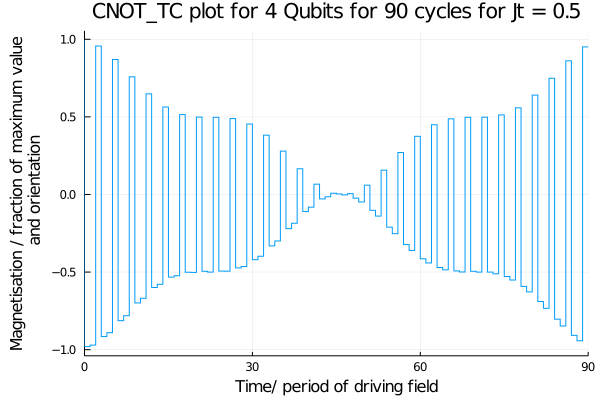 CNOT_TC plot for 4 Qubits for 90 cycles for Jt = 0.5
Magnetisation / fraction of maximum value
and orientation
1.0
0.5
0.0
−0.5
−1.0
0
30
60
90
Time/ period of driving field